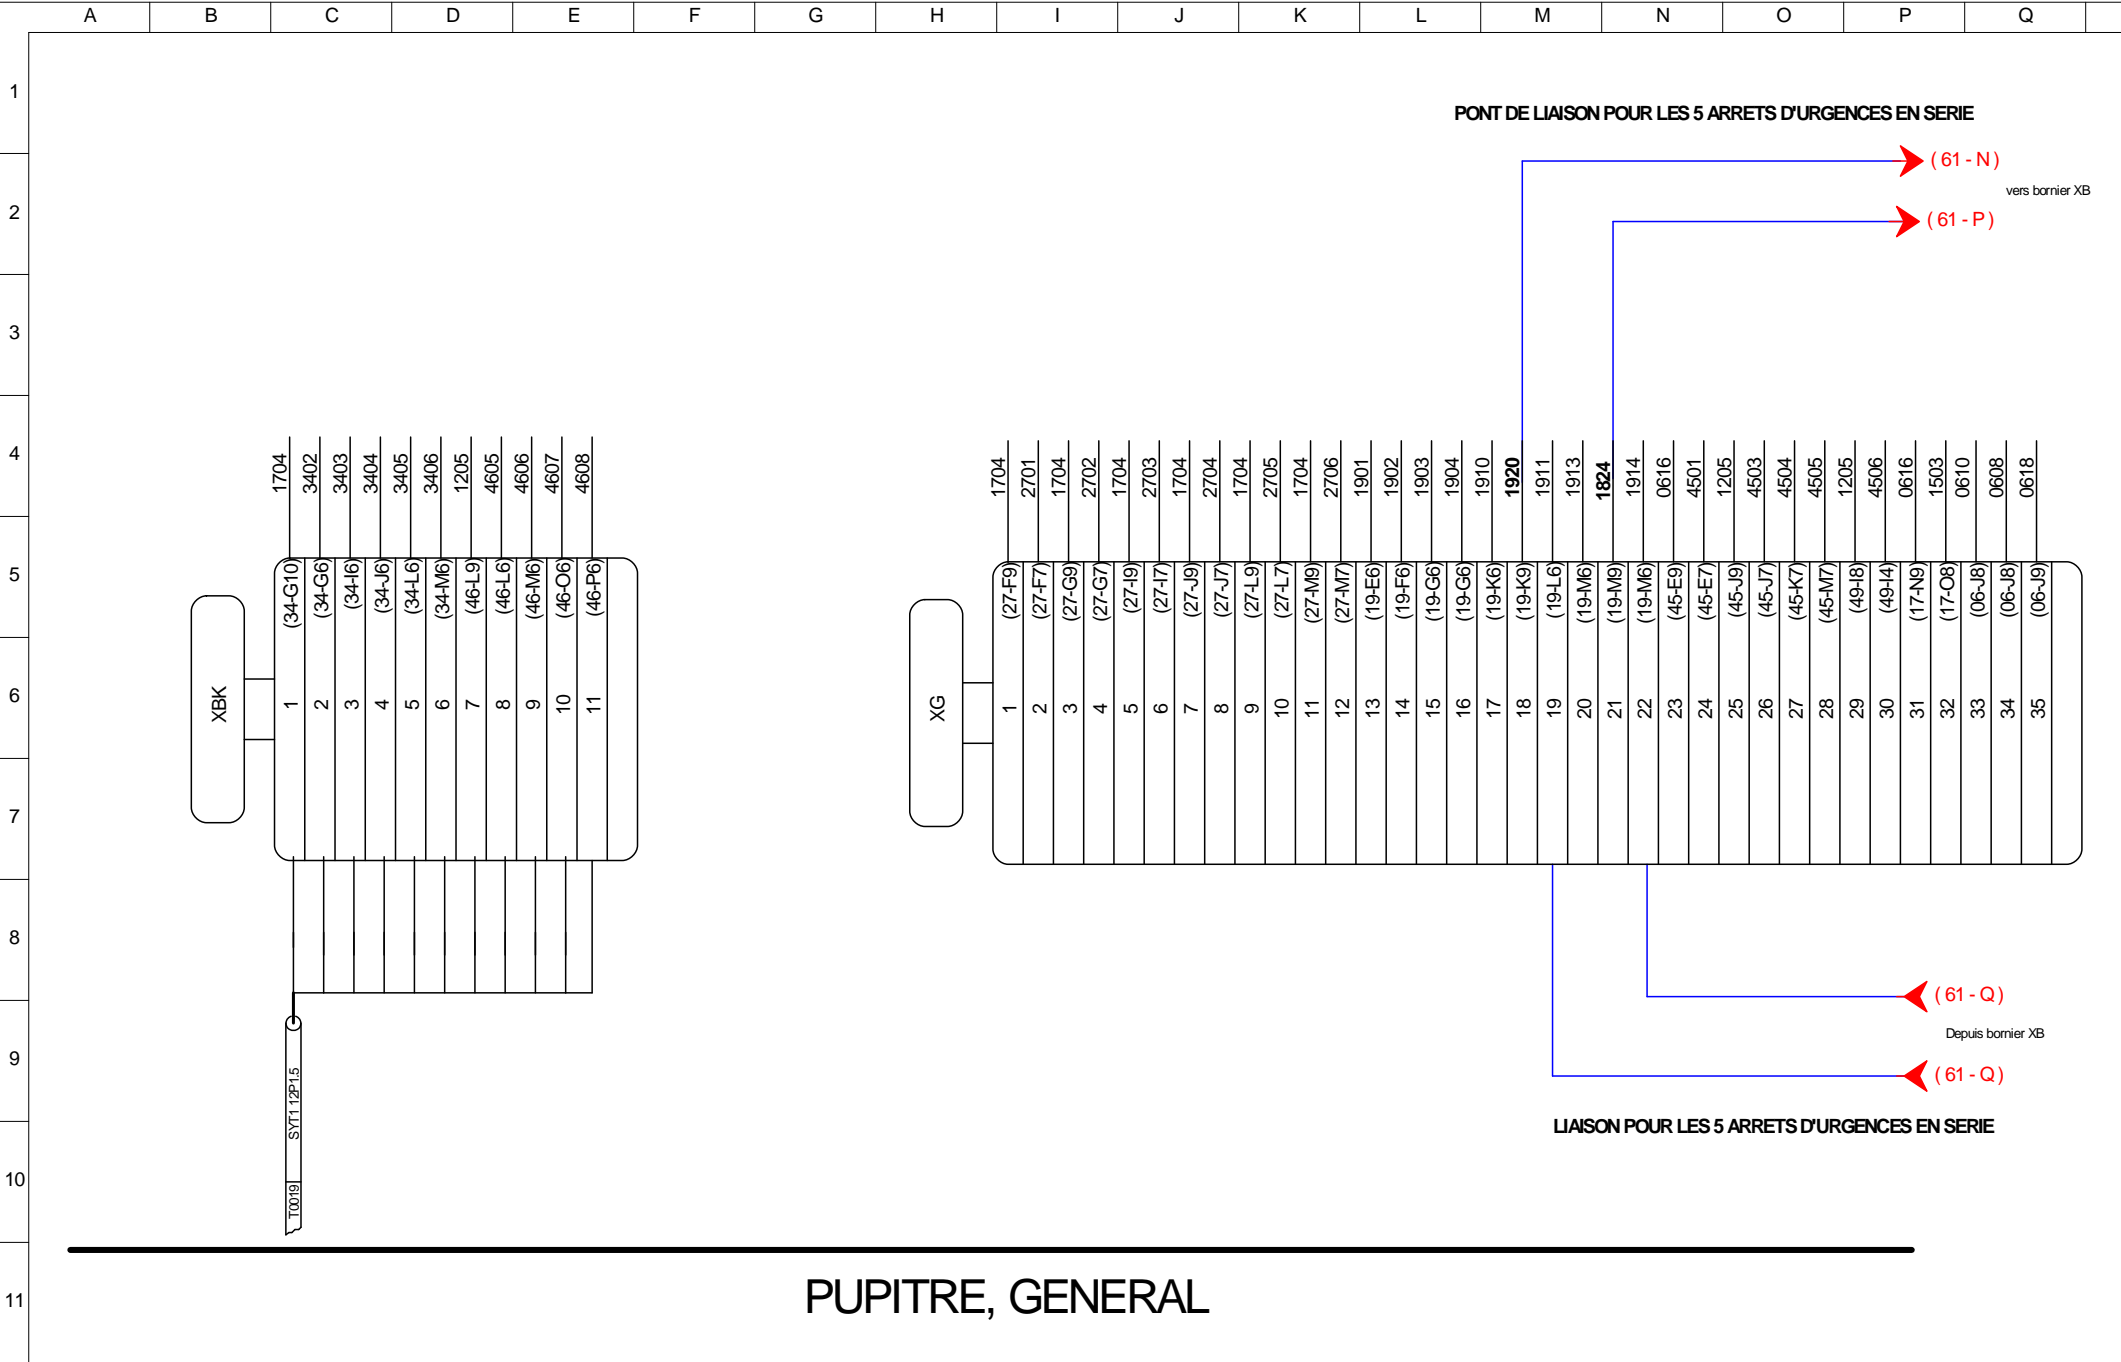 A B C D E F G H I J K L M N O P Q
1
PONT DE LIAISON POUR LES 5 ARRETS D'URGENCES EN SERIE
( 61 - N )
vers bornier XB
2
( 61 - P )
3
4
1704 3402 3403 3404 3405 3406 1205 4605 4606 4607 4608
1704 2701 1704 2702 1704 2703 1704 2704 1704 2705 1704 2706 1901 1902 1903 1904 1910 1920 1911 1913 1824 1914 0616 4501 1205 4503 4504 4505 1205 4506 0616 1503 0610 0608 0618
5
(34-G10) (34-G6) (34-I6) (34-J6) (34-L6) (34-M6) (46-L9) (46-L6) (46-M6) (46-O6) (46-P6)
(27-F9) (27-F7) (27-G9) (27-G7) (27-I9) (27-I7) (27-J9) (27-J7) (27-L9) (27-L7) (27-M9) (27-M7) (19-E6) (19-F6) (19-G6) (19-G6) (19-K6) (19-K9) (19-L6) (19-M6) (19-M9) (19-M6) (45-E9) (45-E7) (45-J9) (45-J7) (45-K7) (45-M7) (49-I8) (49-I4) (17-N9) (17-O8) (06-J8) (06-J8) (06-J9)
6
XBK
1 2 3 4 5 6 7 8 9 10 11
XG
1 2 3 4 5 6 7 8 9 10 11 12 13 14 15 16 17 18 19 20 21 22 23 24 25 26 27 28 29 30 31 32 33 34 35
7
8
( 61 - Q )
Depuis bornier XB
9
( 61 - Q )
SYT1 12P1.5
LIAISON POUR LES 5 ARRETS D'URGENCES EN SERIE
10
T0019
PUPITRE, GENERAL
11